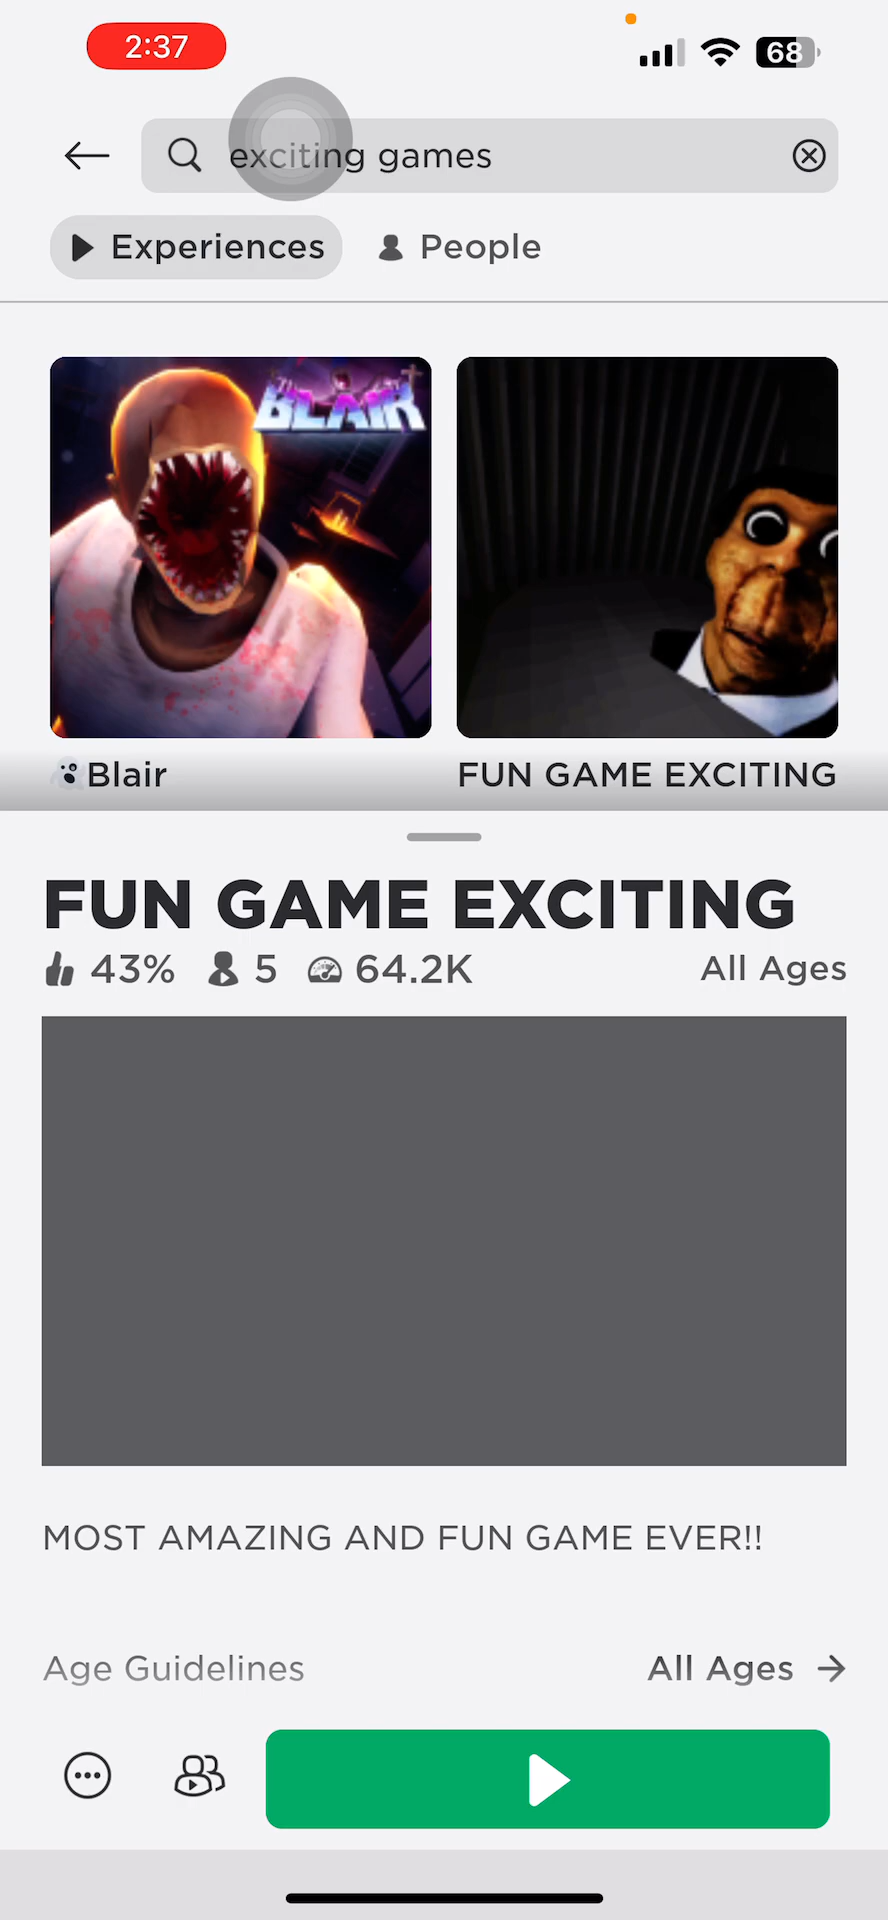 2:37
68
exciting games
Experiences People
BLAIR
Blair
FUN GAME EXCITING
FUN GAME EXCITING
43% 5 64.2K All Ages
MOST AMAZING AND FUN GAME EVER!!
Age Guidelines All Ages